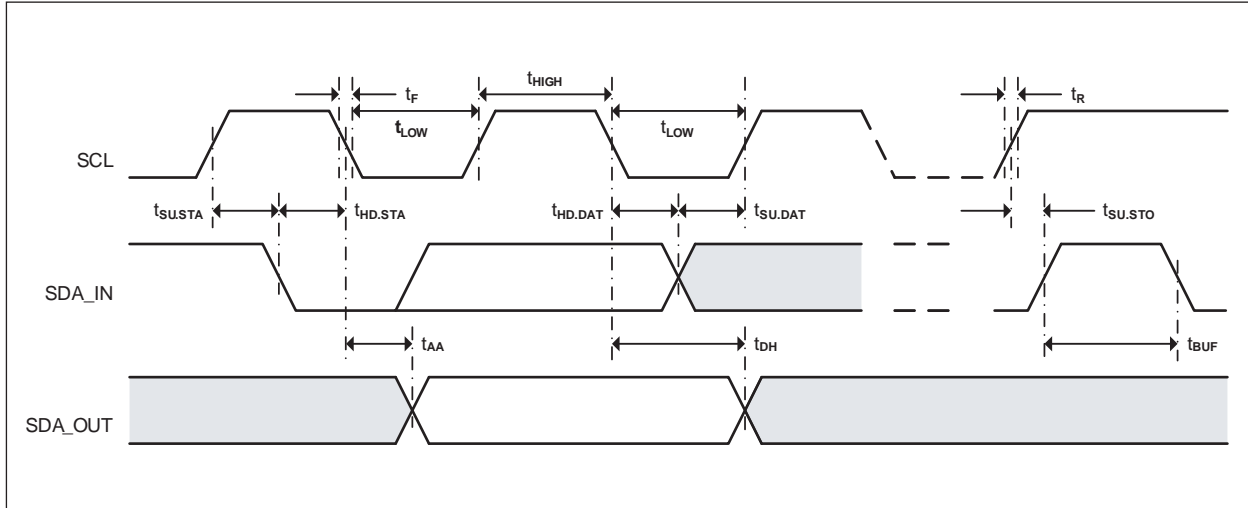 tHIGH
tF
tR
tLOW
tLOW
SCL
tSU.STA
tHD.STA
tHD.DAT
tSU.DAT
tSU.STO
SDA_IN
tAA
tDH
tBUF
SDA_OUT